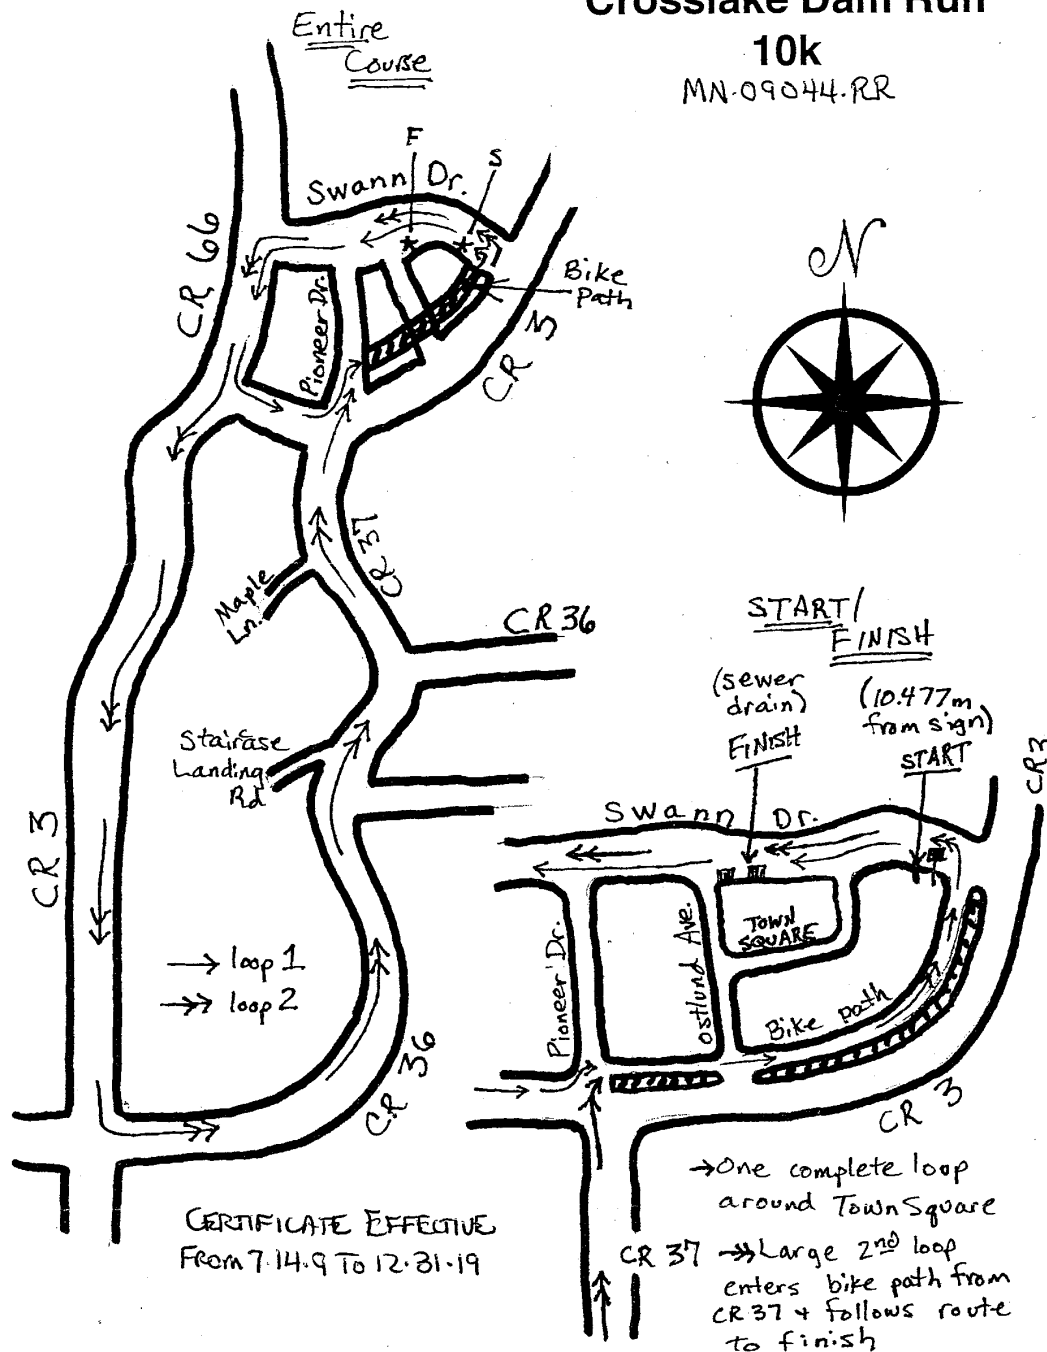 Crosslake Dam Run
10k
MN-09044-RR
Entire
Course
F
S
Swann Dr.
CR 66
Pioneer Dr.
Bike
Path
CR 3
N
CR 37
Maple
Ln.
CR 36
Stairase
Landing
Rd
CR 3
loop 1
loop 2
CR 36
START/
FINISH
(sewer
drain)
FINISH
(10.477m
from sign)
START
CR 3
Swann Dr.
TOWN
SQUARE
Pioneer Dr.
Ostlund Ave.
Bike Path
CR 3
One complete loop
around Town Square
CR 37
Large 2nd loop
enters bike path from
CR 37 + follows route
to finish
CERTIFICATE EFFECTIVE
From 7.14.9 To 12.31.19